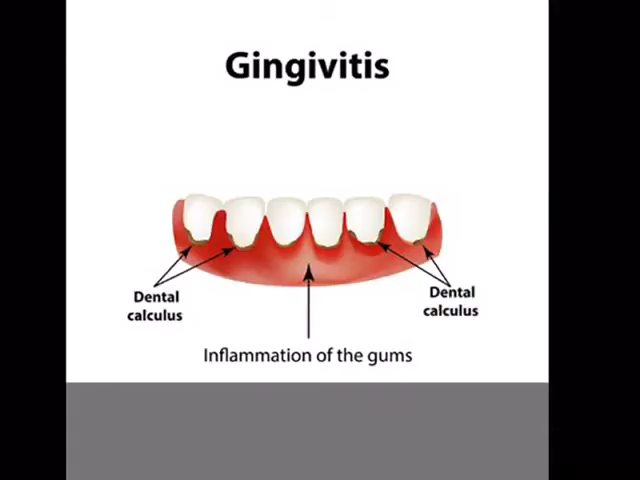 Gingivitis
Dental
calculus
Dental
calculus
Inflammation of the gums